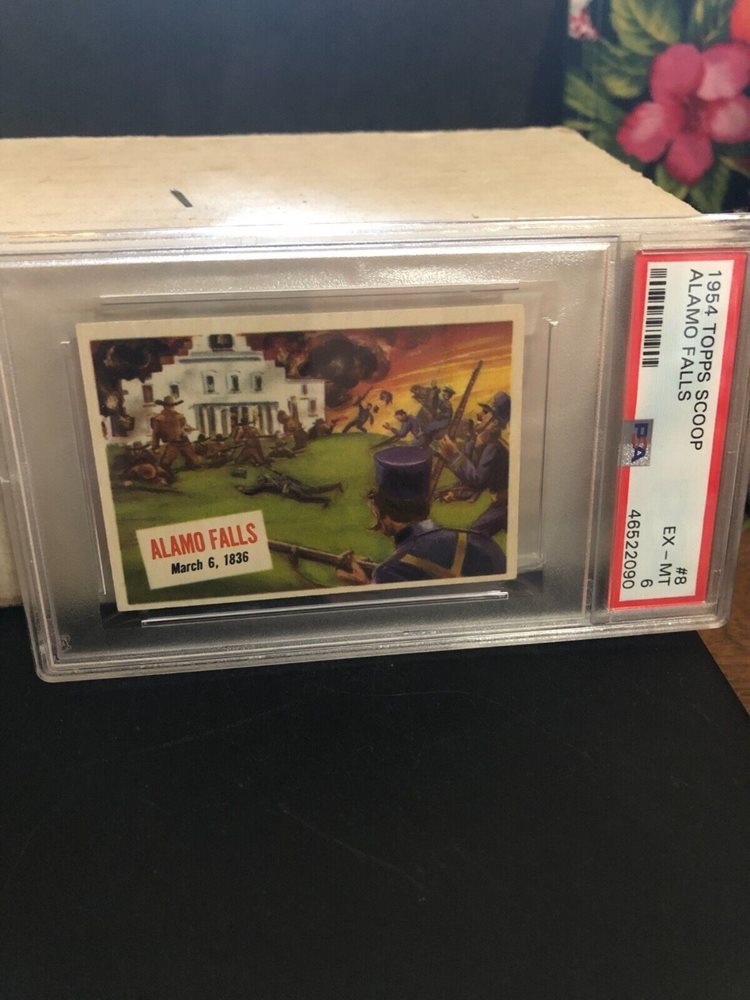 1954 TOPPS SCOOP
ALAMO FALLS
#8
EX - MT
6
46522090
PSA
ALAMO FALLS
March 6, 1836